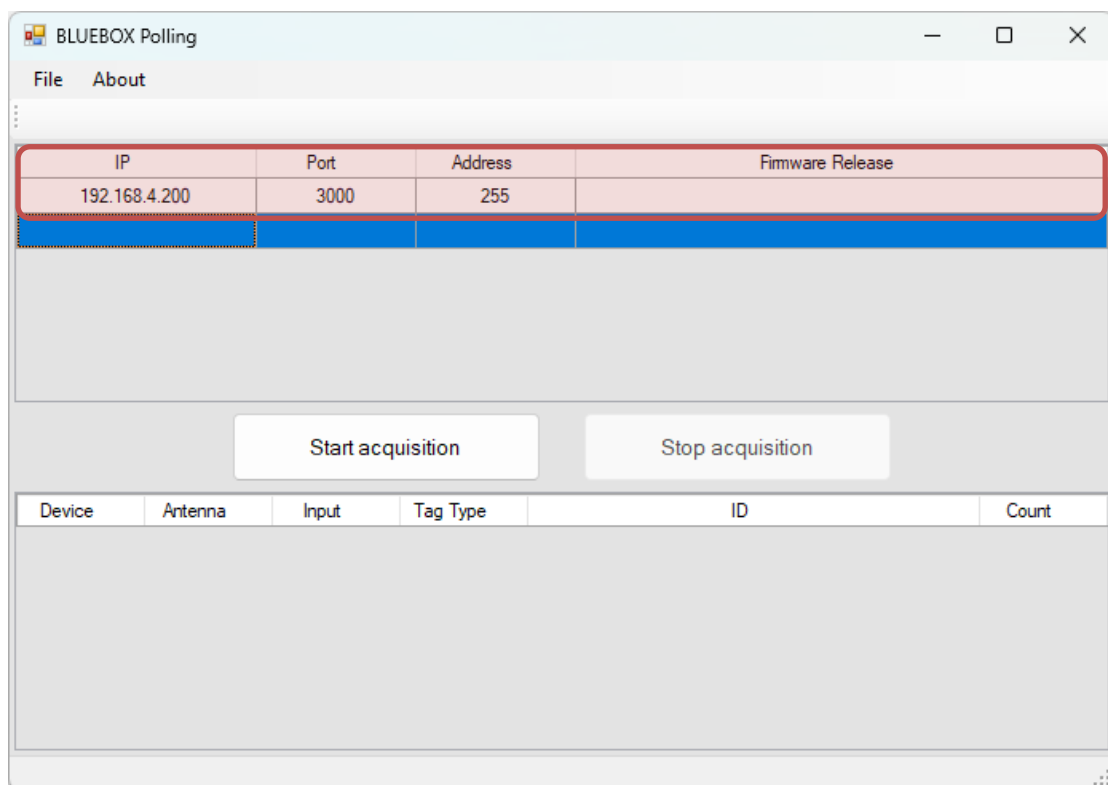 BLUEBOX Polling
File About
IP Port Address Firmware Release
192.168.4.200 3000 255
Start acquisition Stop acquisition
Device Antenna Input Tag Type ID Count